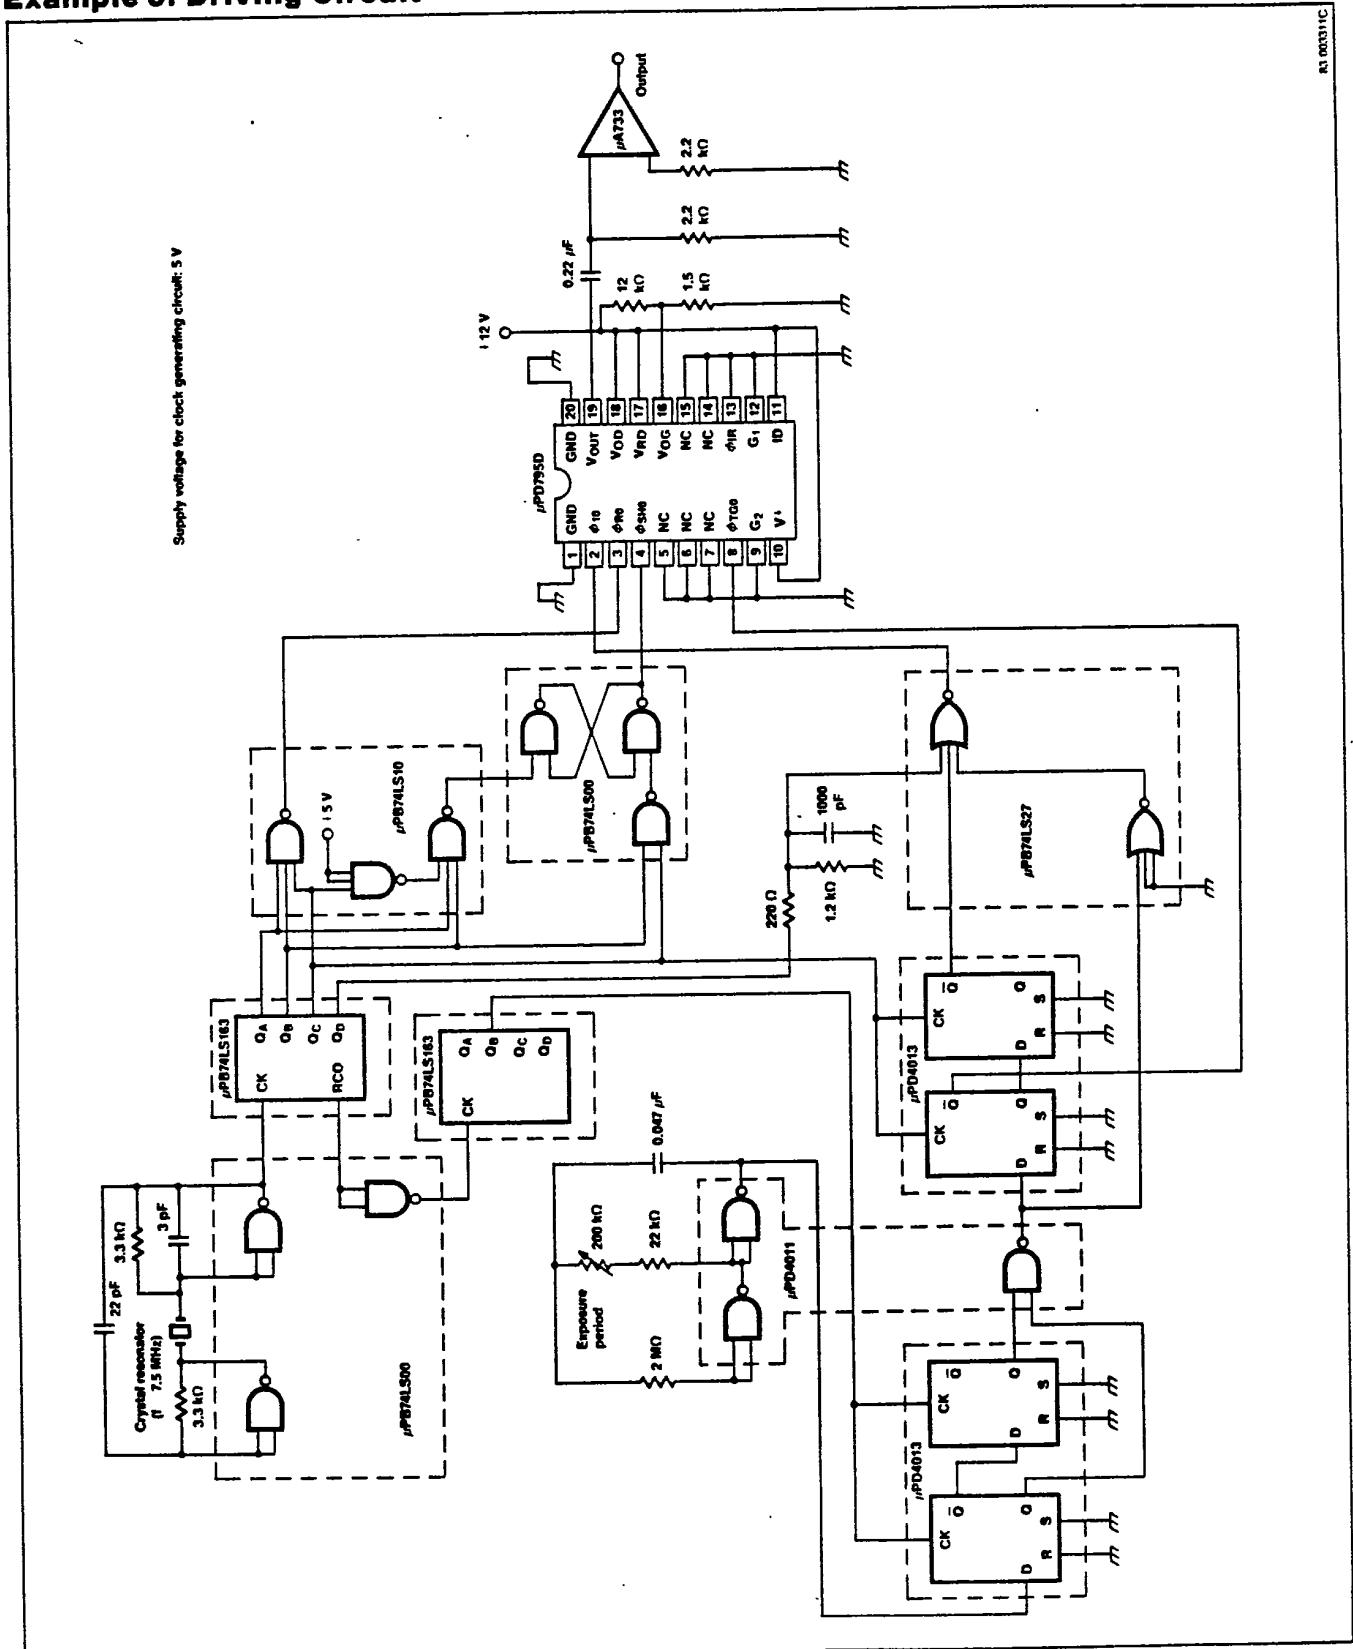 Example of Driving Circuit
Supply voltage for clock generating circuit: 5 V
Crystal resonator
(f 7.5 MHz)
22 pF
3.3 kΩ
3 pF
3.3 kΩ
μPB74LS00
μPB74LS163
CK
RCO
QA
QB
QC
QD
μPB74LS163
CK
QA
QB
QC
QD
μPB74LS10
+5 V
μPB74LS00
Exposure
period
2 MΩ
200 kΩ
22 kΩ
0.047 μF
μPD4011
220 Ω
1.2 kΩ
1000
pF
μPB74LS27
μPD4013
CK
Q
Q
D
R
S
CK
Q
Q
D
R
S
μPD4013
CK
Q
Q
D
R
S
CK
Q
Q
D
R
S
μPD795D
1 GND GND 20
2 φ10 VOUT 19
3 φR0 VOD 18
4 φSH0 VRD 17
5 NC VOG 16
6 NC NC 15
7 NC NC 14
8 φTG0 φIR 13
9 G2 G1 12
10 V+ ID 11
+12 V
0.22 μF
12
kΩ
1.5
kΩ
2.2
kΩ
2.2
kΩ
μA733
Output
83 003311C